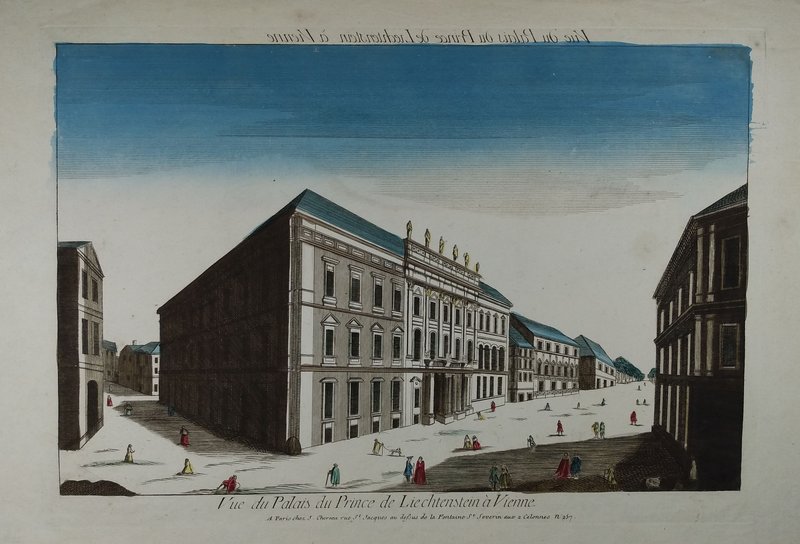 Vue du Palais du Prince de Liechtenstein à Vienne
Vue du Palais du Prince de Liechtenstein à Vienne.
A Paris chez J. Chereau rue St. Jacques au dessus de la Fontaine St. Severin aux 2 Colonnes N. 257